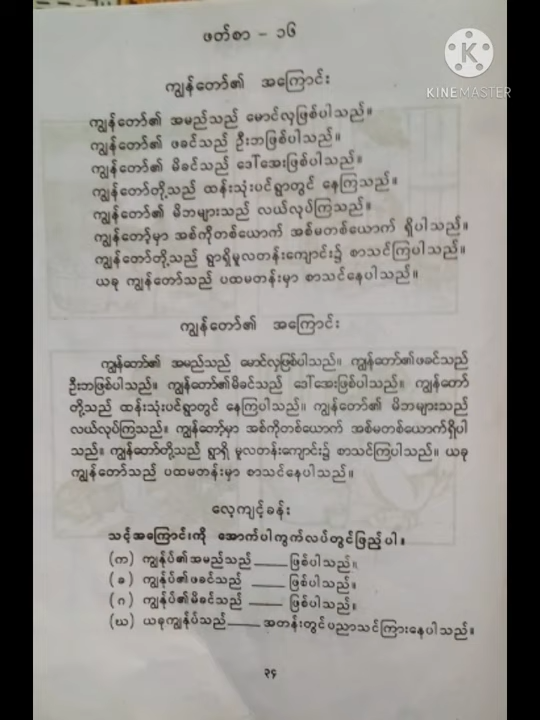 ဖတ်စာ - ၁၆
KINEMASTER
ကျွန်တော်၏ အကြောင်း
ကျွန်တော်၏ အမည်သည် မောင်လှဖြစ်ပါသည်။
ကျွန်တော်၏ ဖခင်သည် ဦးဘဖြစ်ပါသည်။
ကျွန်တော်၏ မိခင်သည် ဒေါ်အေးဖြစ်ပါသည်။
ကျွန်တော်တို့သည် ထန်းသုံးပင်ရွာတွင် နေကြသည်။
ကျွန်တော်၏ မိဘများသည် လယ်လုပ်ကြသည်။
ကျွန်တော့်မှာ အစ်ကိုတစ်ယောက် အစ်မတစ်ယောက် ရှိပါသည်။
ကျွန်တော်တို့သည် ရွာရှိမူလတန်းကျောင်း၌ စာသင်ကြပါသည်။
ယခု ကျွန်တော်သည် ပထမတန်းမှာ စာသင်နေပါသည်။
ကျွန်တော်၏ အကြောင်း
ကျွန်တော်၏ အမည်သည် မောင်လှဖြစ်ပါသည်။ ကျွန်တော်၏ဖခင်သည်
ဦးဘဖြစ်ပါသည်။ ကျွန်တော်၏မိခင်သည် ဒေါ်အေးဖြစ်ပါသည်။ ကျွန်တော်
တို့သည် ထန်းသုံးပင်ရွာတွင် နေကြပါသည်။ ကျွန်တော်၏ မိဘများသည်
လယ်လုပ်ကြသည်။ ကျွန်တော့်မှာ အစ်ကိုတစ်ယောက် အစ်မတစ်ယောက်ရှိပါ
သည်။ ကျွန်တော်တို့သည် ရွာရှိ မူလတန်းကျောင်း၌ စာသင်ကြပါသည်။ ယခု
ကျွန်တော်သည် ပထမတန်းမှာ စာသင်နေပါသည်။
လေ့ကျင့်ခန်း
သင့်အကြောင်းကို အောက်ပါကွက်လပ်တွင်ဖြည့်ပါ။
(က) ကျွန်ုပ်၏အမည်သည် ____ ဖြစ်ပါသည်။
(ခ) ကျွန်ုပ်၏ဖခင်သည် ____ ဖြစ်ပါသည်။
(ဂ) ကျွန်ုပ်၏မိခင်သည် ____ ဖြစ်ပါသည်။
(ဃ) ယခုကျွန်ုပ်သည် ____ အတန်းတွင်ပညာသင်ကြားနေပါသည်။
၃၄